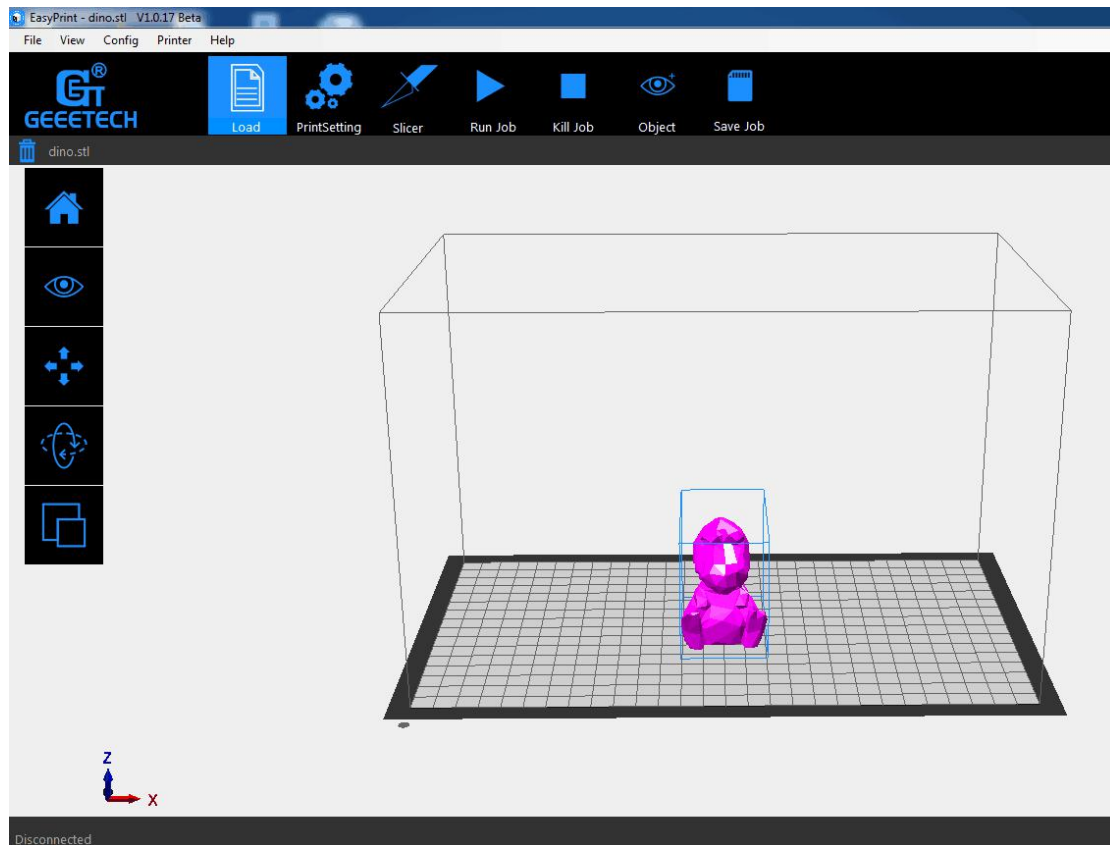 EasyPrint - dino.stl V1.0.17 Beta
File View Config Printer Help
GEEETECH
Load PrintSetting Slicer Run Job Kill Job Object Save Job
dino.stl
Z
X
Disconnected